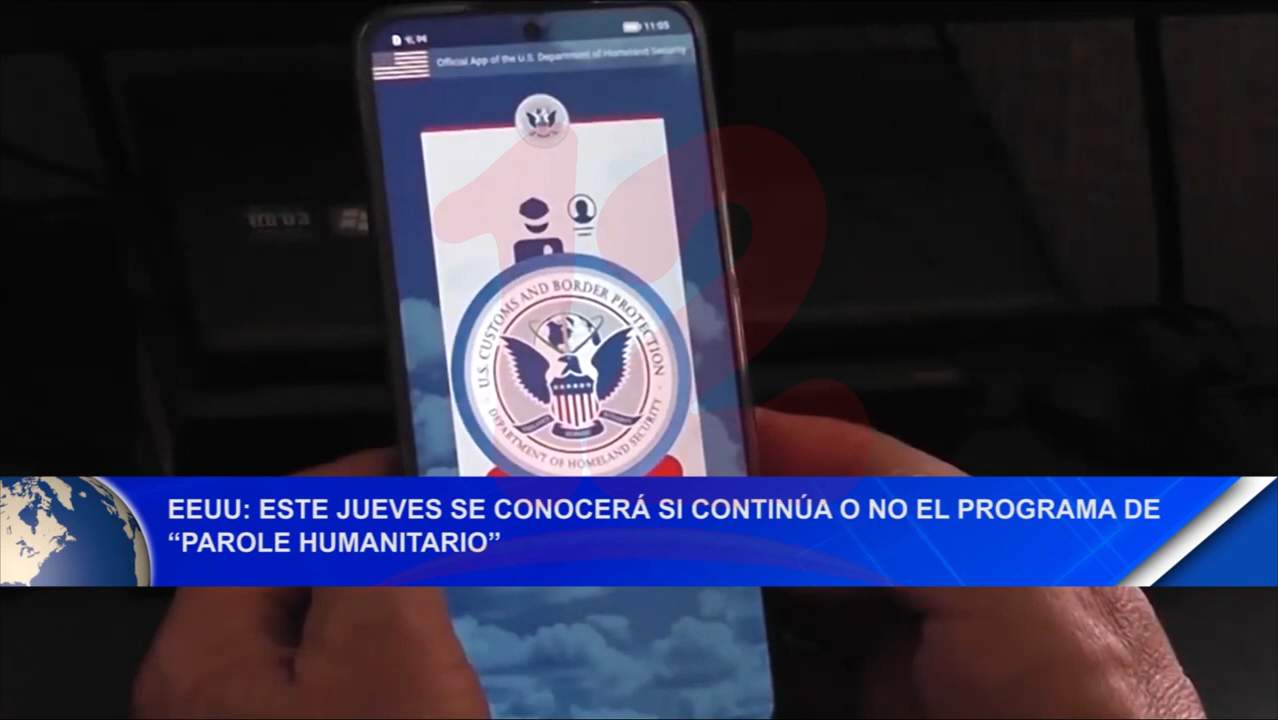 11:05
Official App of the U.S. Department of Homeland Security
12
U.S. CUSTOMS AND BORDER PROTECTION
DEPARTMENT OF HOMELAND SECURITY
EEUU: ESTE JUEVES SE CONOCERÁ SI CONTINÚA O NO EL PROGRAMA DE
“PAROLE HUMANITARIO”